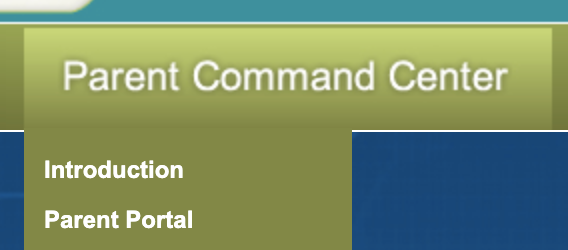 Parent Command Center
Introduction
Parent Portal